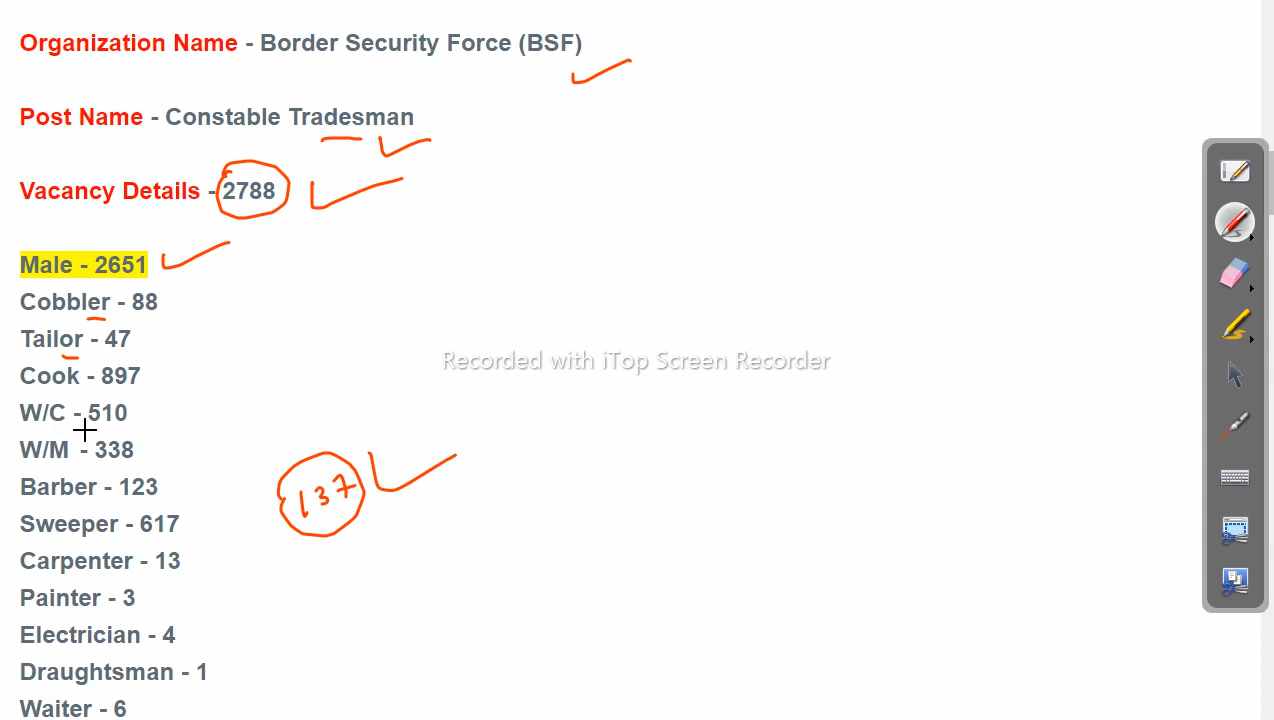 Organization Name - Border Security Force (BSF)
Post Name - Constable Tradesman
Vacancy Details - 2788
Male - 2651
Cobbler - 88
Tailor - 47
Recorded with iTop Screen Recorder
Cook - 897
W/C - 510
W/M - 338
Barber - 123
137
Sweeper - 617
Carpenter - 13
Painter - 3
Electrician - 4
Draughtsman - 1
Waiter - 6